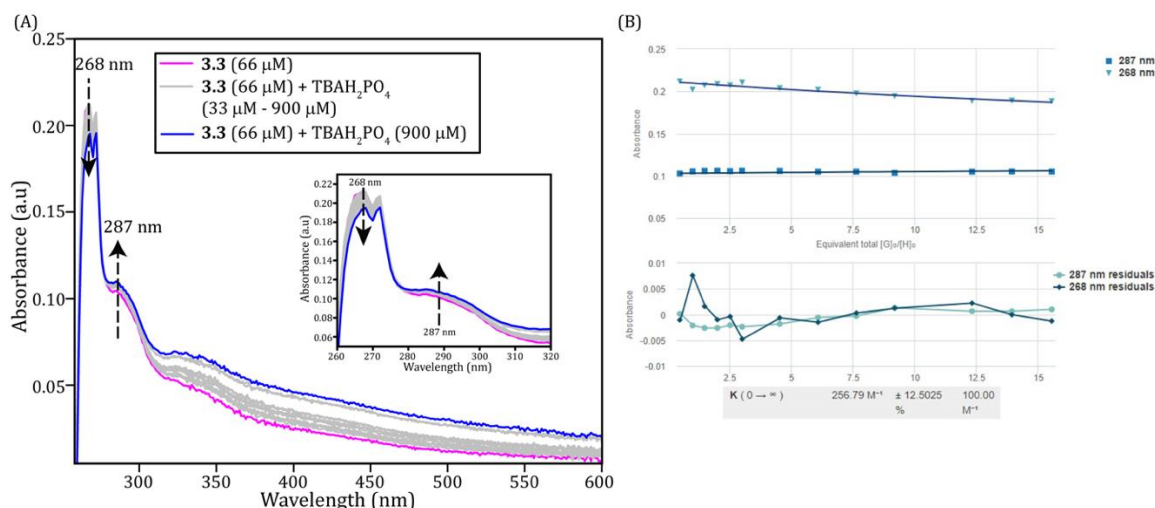 (A)
0.25
0.20
0.15
0.10
0.05
Absorbance (a.u)
268 nm
287 nm
3.3 (66 μM)
3.3 (66 μM) + TBAH₂PO₄
(33 μM - 900 μM)
3.3 (66 μM) + TBAH₂PO₄ (900 μM)
0.22
0.20
0.18
0.16
0.14
0.12
0.10
0.08
0.06
Absorbance (a.u)
268 nm
287 nm
260 270 280 290 300 310 320
Wavelength (nm)
300 350 400 450 500 550 600
Wavelength (nm)
(B)
0.25
0.2
0.15
0.1
0.05
Absorbance
287 nm
268 nm
2.5 5 7.5 10 12.5 15
Equivalent total [G]₀/[H]₀
0.01
0.005
0
-0.005
-0.01
Absorbance
287 nm residuals
268 nm residuals
2.5 5 7.5 10 12.5 15
K ( 0 → ∞ ) 256.79 M⁻¹ ± 12.5025 100.00
% M⁻¹